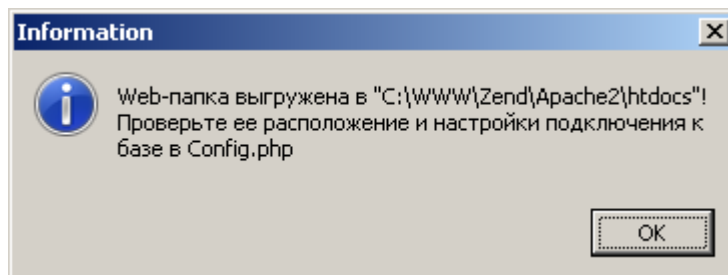 Information
Web-папка выгружена в "C:\WWW\Zend\Apache2\htdocs"!
Проверьте ее расположение и настройки подключения к
базе в Config.php
OK